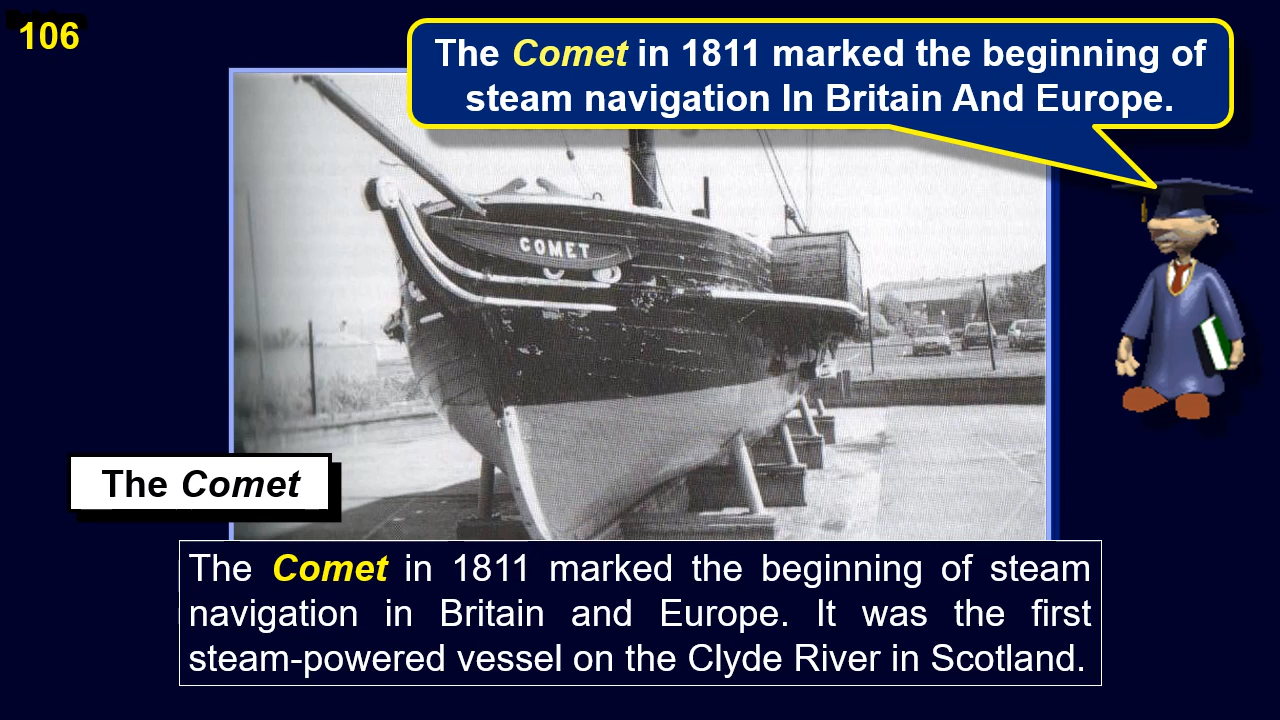 106
The Comet in 1811 marked the beginning of
steam navigation In Britain And Europe.
COMET
The Comet
The Comet in 1811 marked the beginning of steam
navigation in Britain and Europe. It was the first
steam-powered vessel on the Clyde River in Scotland.